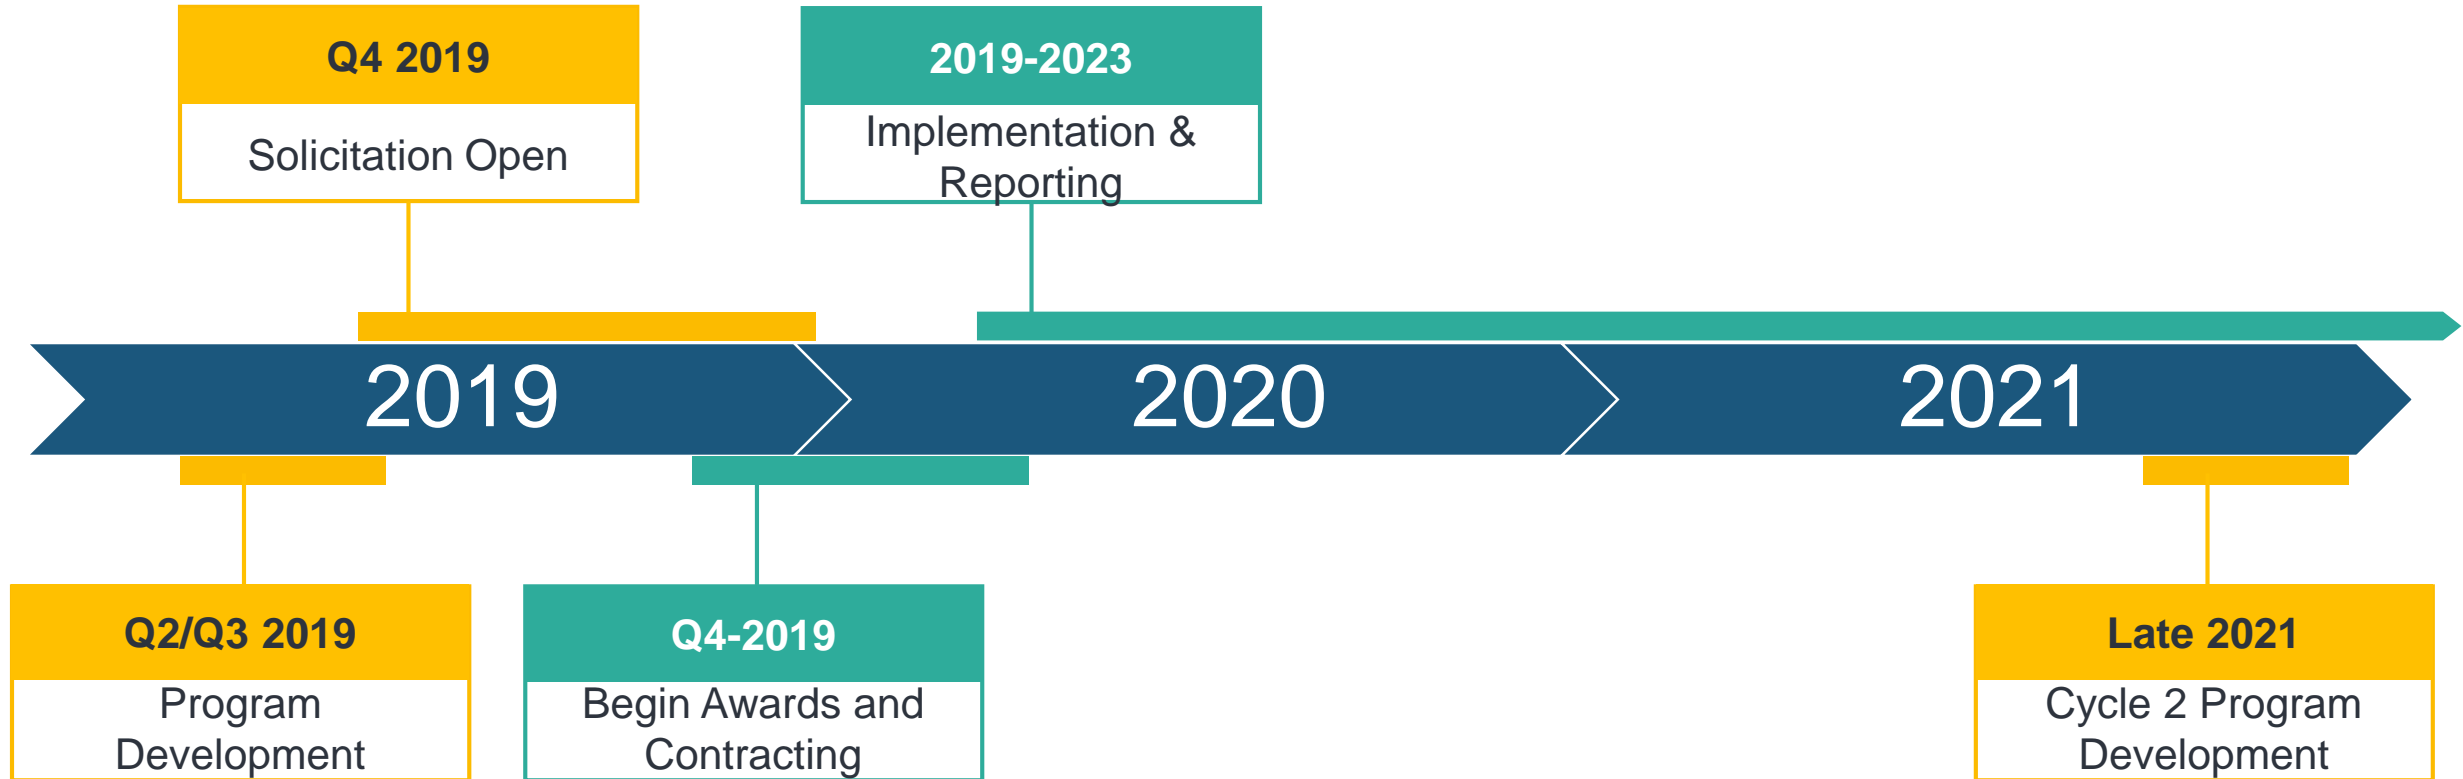 Q4 2019
Solicitation Open
2019-2023
Implementation &
Reporting
2019
2020
2021
Q2/Q3 2019
Program
Development
Q4-2019
Begin Awards and
Contracting
Late 2021
Cycle 2 Program
Development